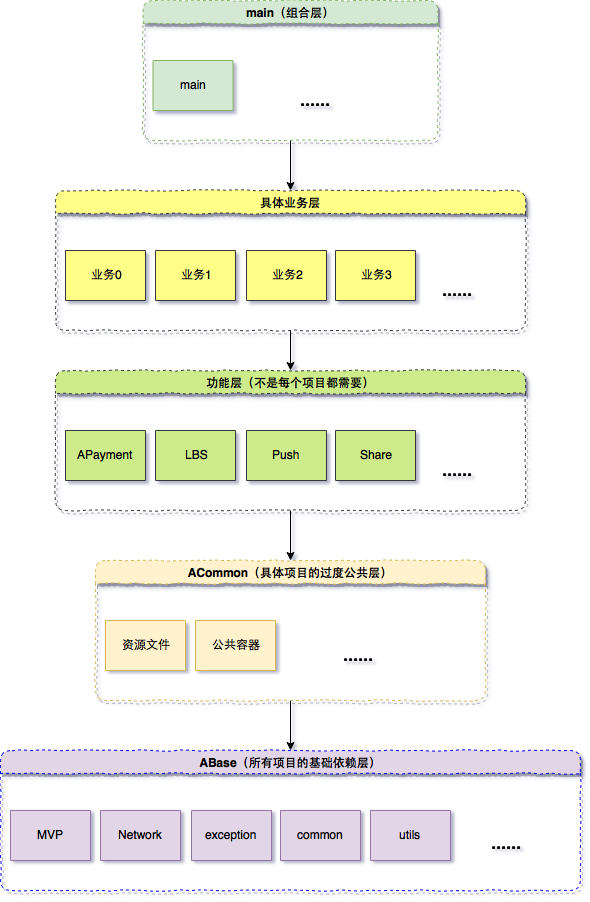 main（组合层）
main
......
具体业务层
业务0 业务1 业务2 业务3 ......
功能层（不是每个项目都需要）
APayment LBS Push Share ......
ACommon（具体项目的过度公共层）
资源文件 公共容器 ......
ABase（所有项目的基础依赖层）
MVP Network exception common utils ......